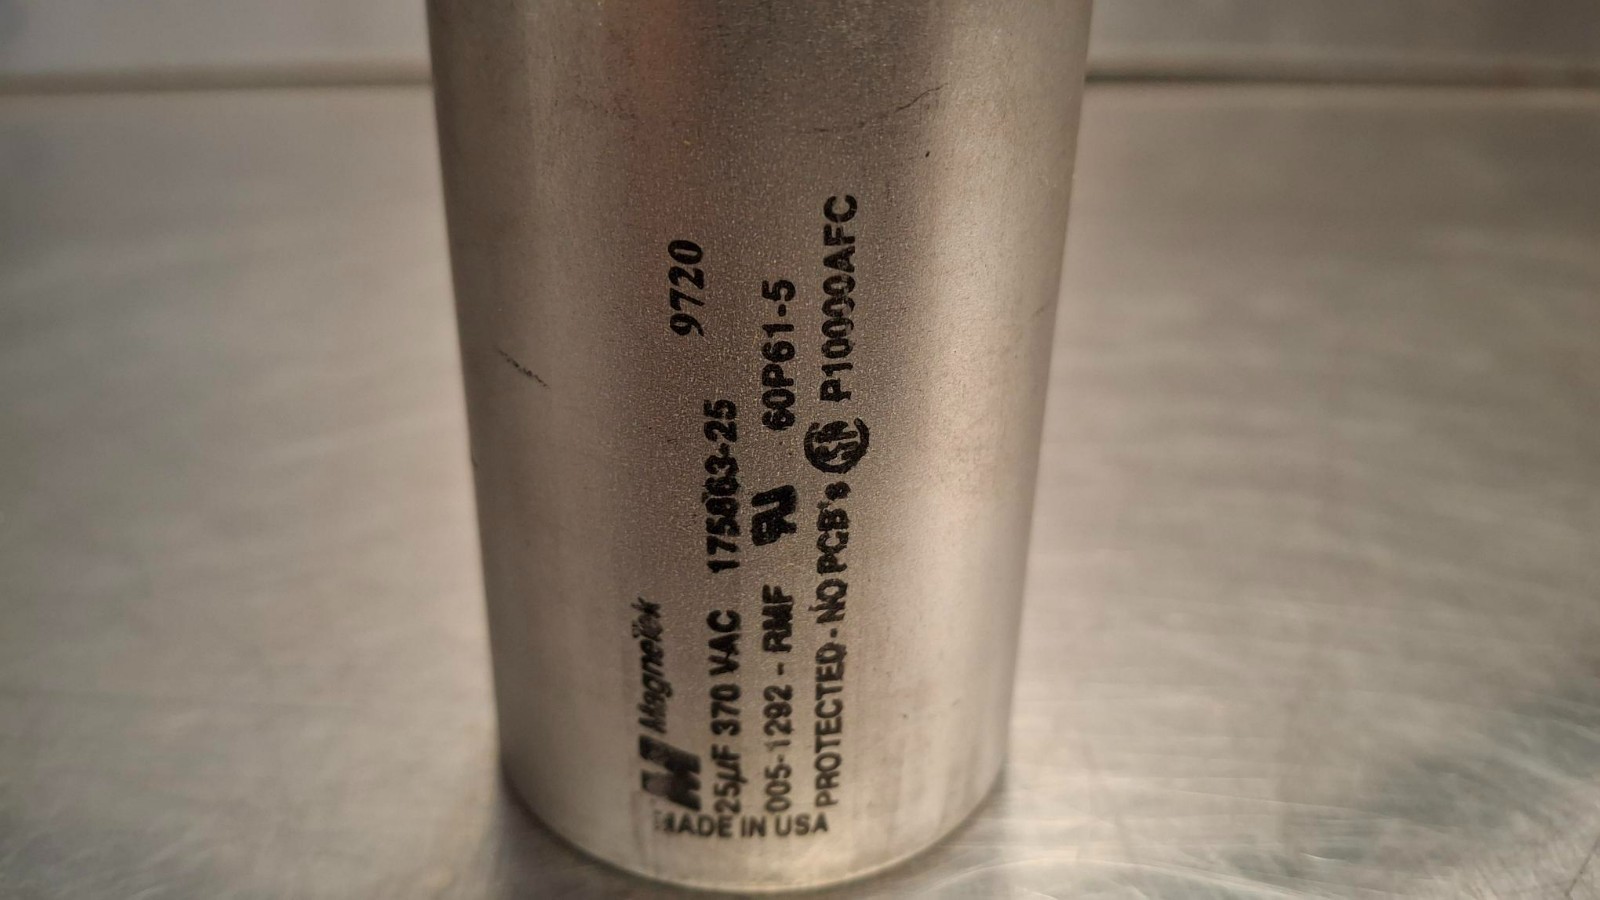 MagneTek 9720
25µF 370 VAC 175863-25
005-1292 - RMF 60P61-5
PROTECTED - NO PCB's P10000AFC
MADE IN USA